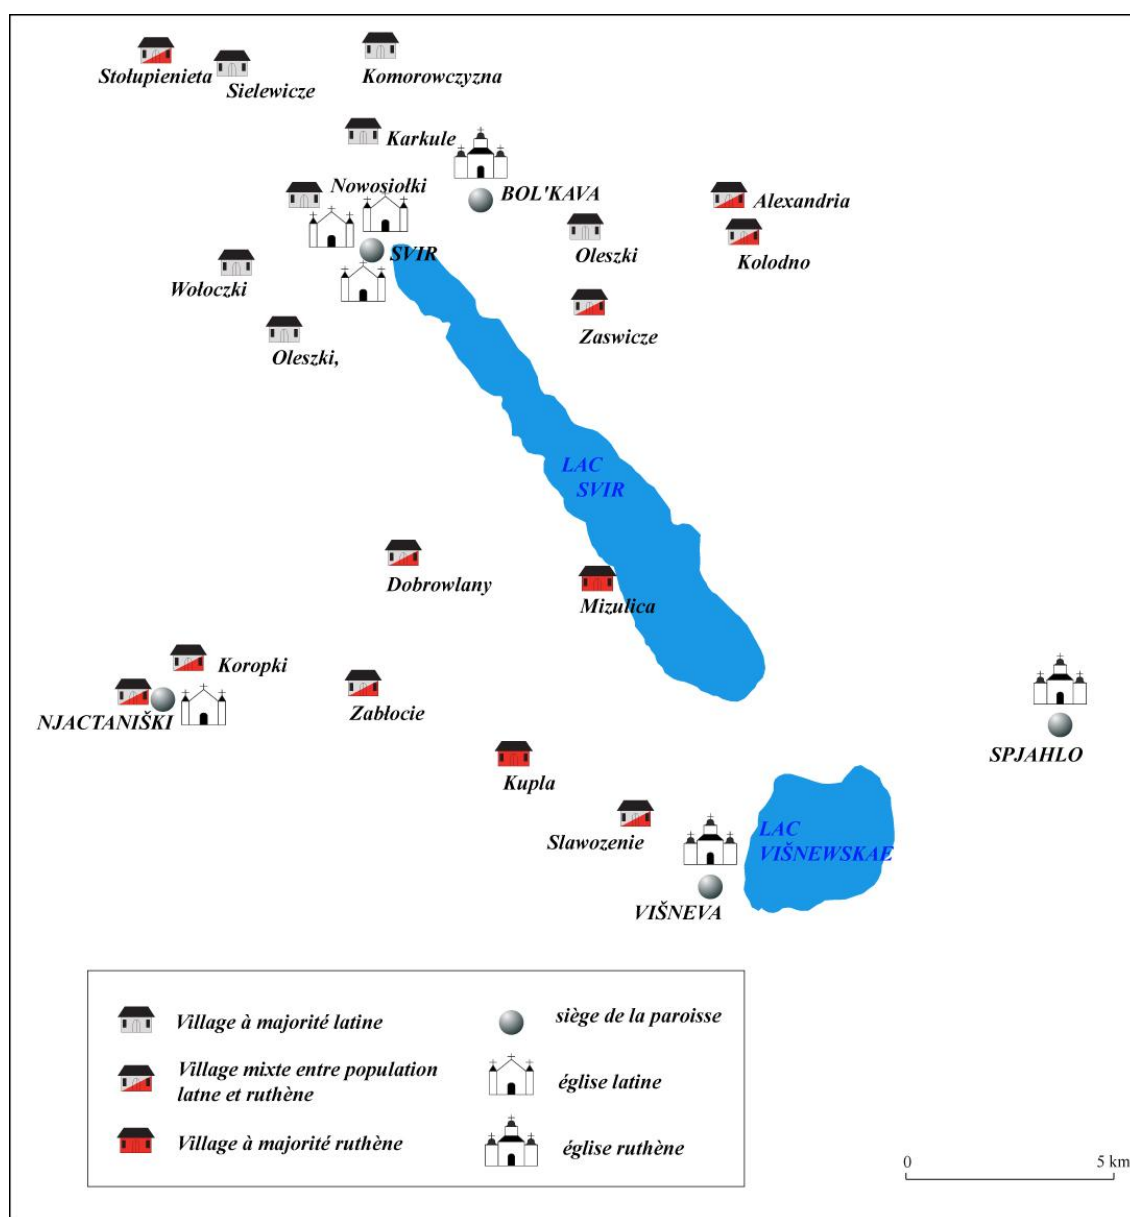 Stołupienieta
Sielewicze
Komorowczyzna
Karkule
Nowosiołki
BOL'KAVA
Alexandria
SVIR
Oleszki
Kolodno
Wołoczki
Zaswicze
Oleszki,
LAC
SVIR
Dobrowlany
Mizulica
Koropki
NJACTANIŠKI
Zabłocie
SPJAHLO
Kupla
Slawozenie
LAC
VIŠNEWSKAE
VIŠNEVA
Village à majorité latine
siège de la paroisse
Village mixte entre population
latne et ruthène
église latine
Village à majorité ruthène
église ruthène
0 5 km